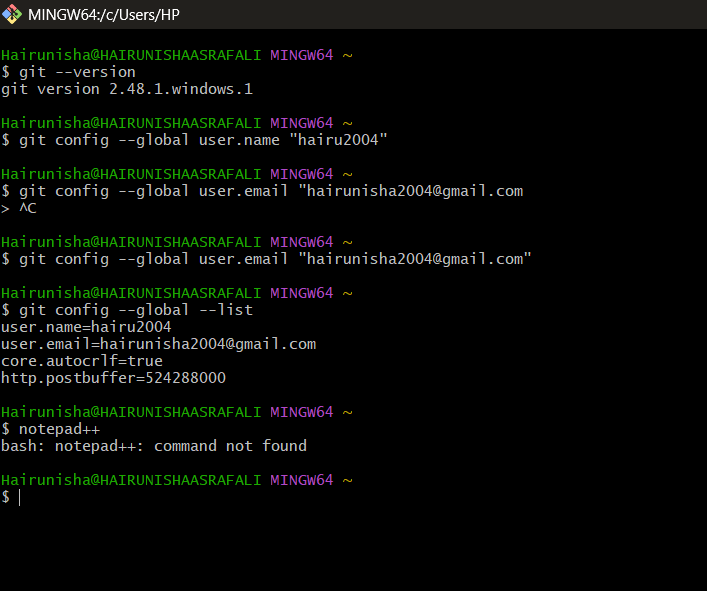 MINGW64:/c/Users/HP
Hairunisha@HAIRUNISHAASRAFALI MINGW64 ~
$ git --version
git version 2.48.1.windows.1
Hairunisha@HAIRUNISHAASRAFALI MINGW64 ~
$ git config --global user.name "hairu2004"
Hairunisha@HAIRUNISHAASRAFALI MINGW64 ~
$ git config --global user.email "hairunisha2004@gmail.com
> ^C
Hairunisha@HAIRUNISHAASRAFALI MINGW64 ~
$ git config --global user.email "hairunisha2004@gmail.com"
Hairunisha@HAIRUNISHAASRAFALI MINGW64 ~
$ git config --global --list
user.name=hairu2004
user.email=hairunisha2004@gmail.com
core.autocrlf=true
http.postbuffer=524288000
Hairunisha@HAIRUNISHAASRAFALI MINGW64 ~
$ notepad++
bash: notepad++: command not found
Hairunisha@HAIRUNISHAASRAFALI MINGW64 ~
$